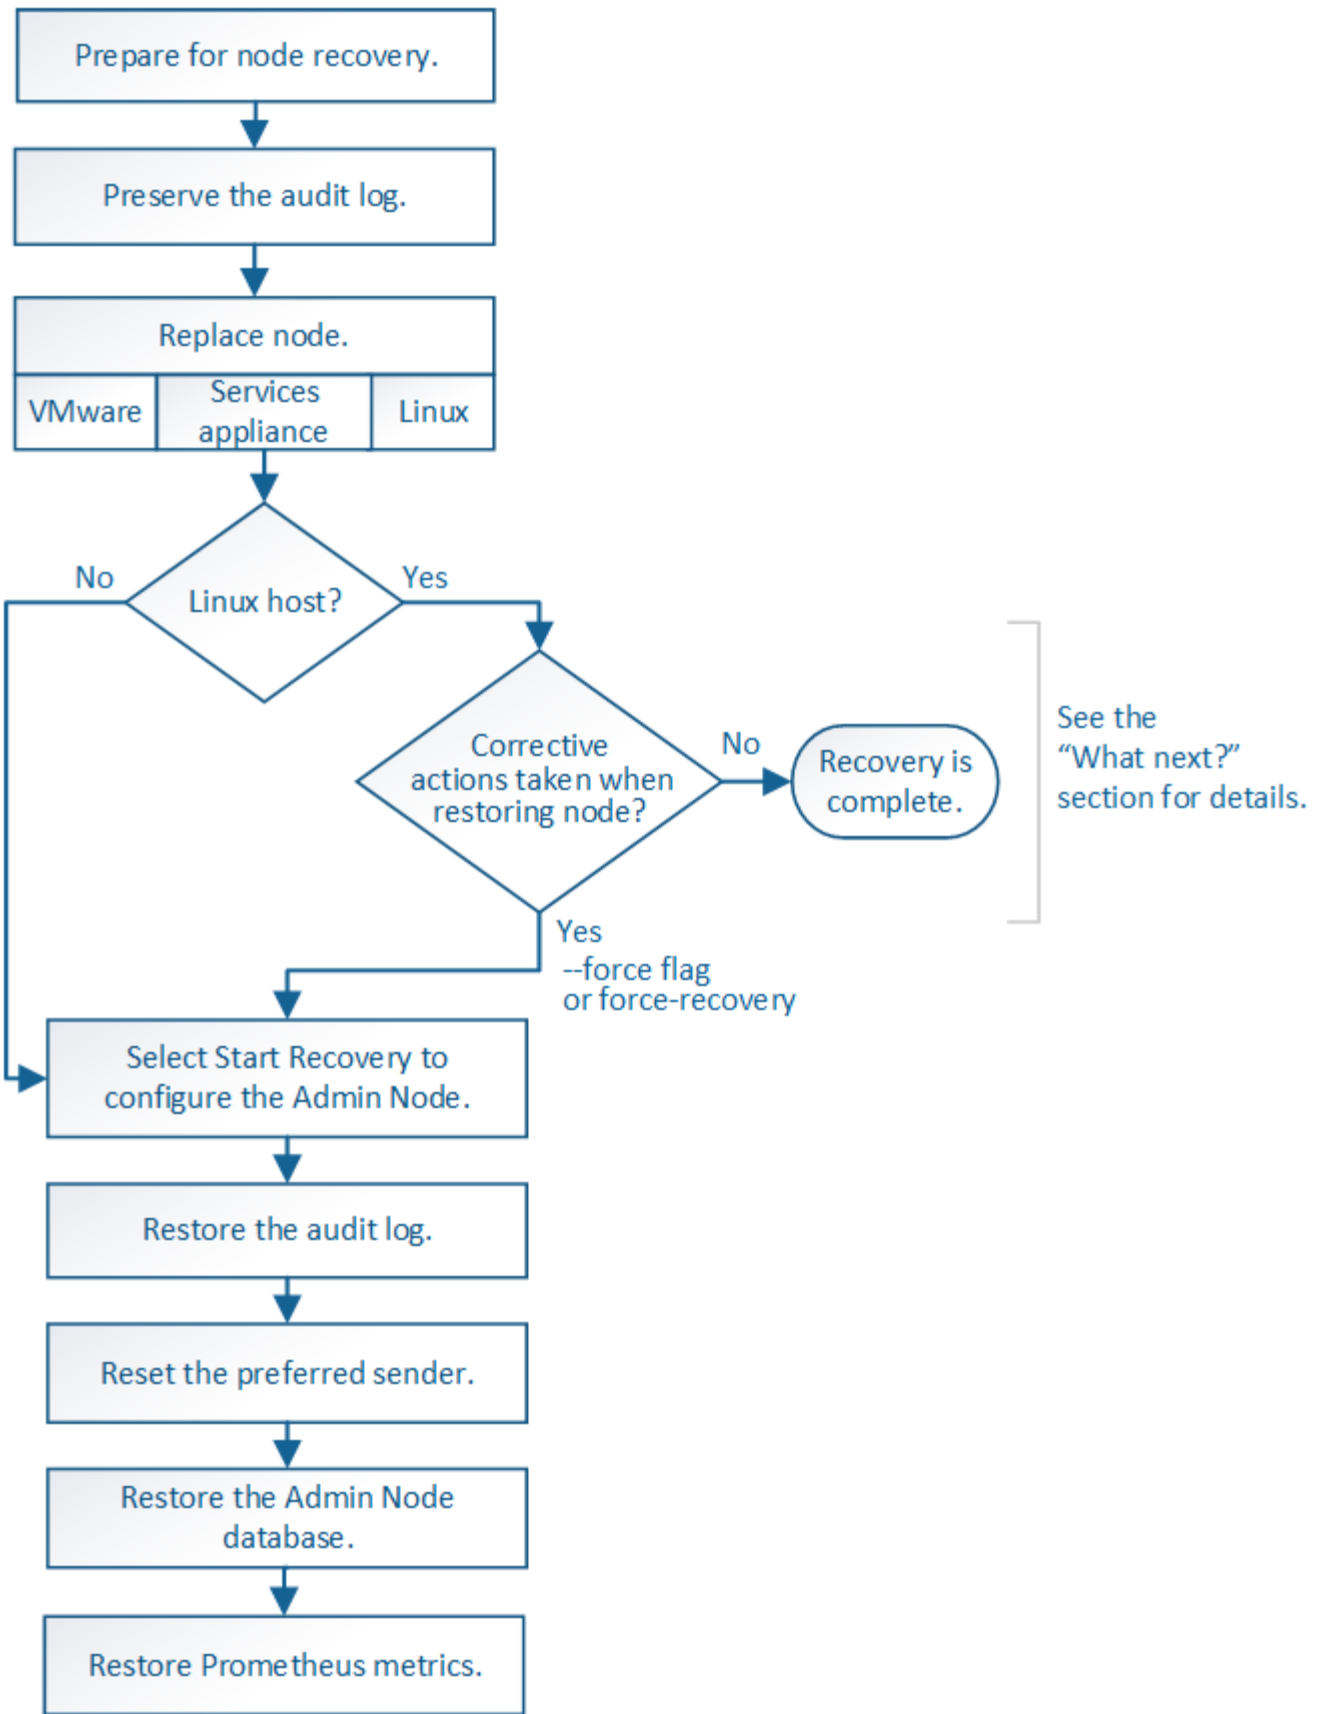 Prepare for node recovery.
Preserve the audit log.
Replace node.
VMware
Services
appliance
Linux
Linux host?
No
Yes
Corrective
actions taken when
restoring node?
No
Recovery is
complete.
See the
“What next?”
section for details.
Yes
--force flag
or force-recovery
Select Start Recovery to
configure the Admin Node.
Restore the audit log.
Reset the preferred sender.
Restore the Admin Node
database.
Restore Prometheus metrics.